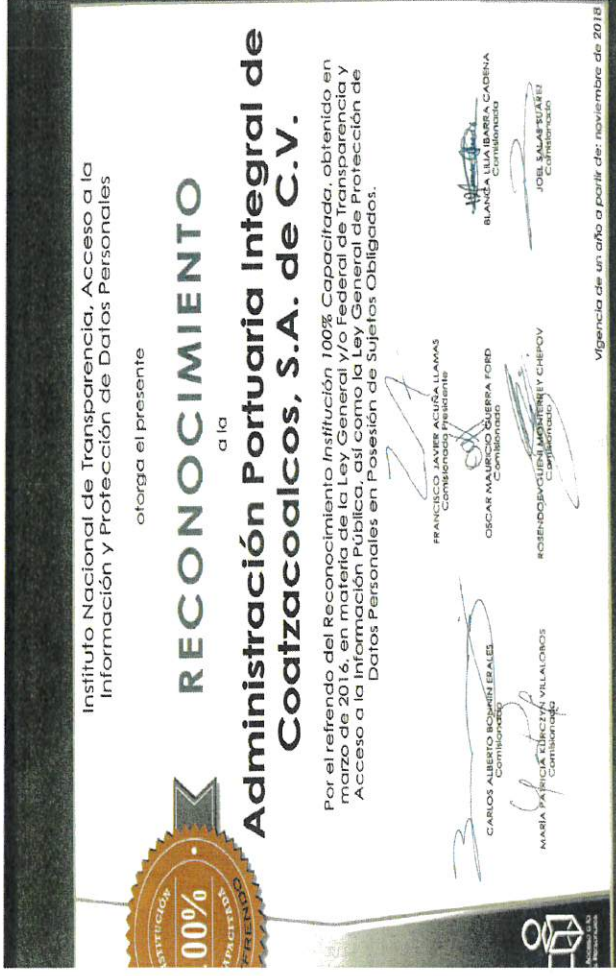 Instituto Nacional de Transparencia, Acceso a la
Información y Protección de Datos Personales
otorga el presente
RECONOCIMIENTO
a la
Administración Portuaria Integral de
Coatzacoalcos, S.A. de C.V.
Por el refrendo del Reconocimiento Institución 100% Capacitada, obtenido en
marzo de 2016, en materia de la Ley General y/o Federal de Transparencia y
Acceso a la Información Pública, así como la Ley General de Protección de
Datos Personales en Posesión de Sujetos Obligados.
FRANCISCO JAVIER ACUÑA LLAMAS
Comisionado Presidente
CARLOS ALBERTO BONNIN ERALES
Comisionado
OSCAR MAURICIO GUERRA FORD
Comisionado
BLANCA LILIA IBARRA CADENA
Comisionada
MARÍA PATRICIA KURCZYN VILLALOBOS
Comisionada
ROSENDOEVGUENI MONTERREY CHEPOV
Comisionado
JOEL SALAS SUÁREZ
Comisionado
Vigencia de un año a partir de: noviembre de 2018
STITUCIÓN
00%
PACITADA
FRENDO